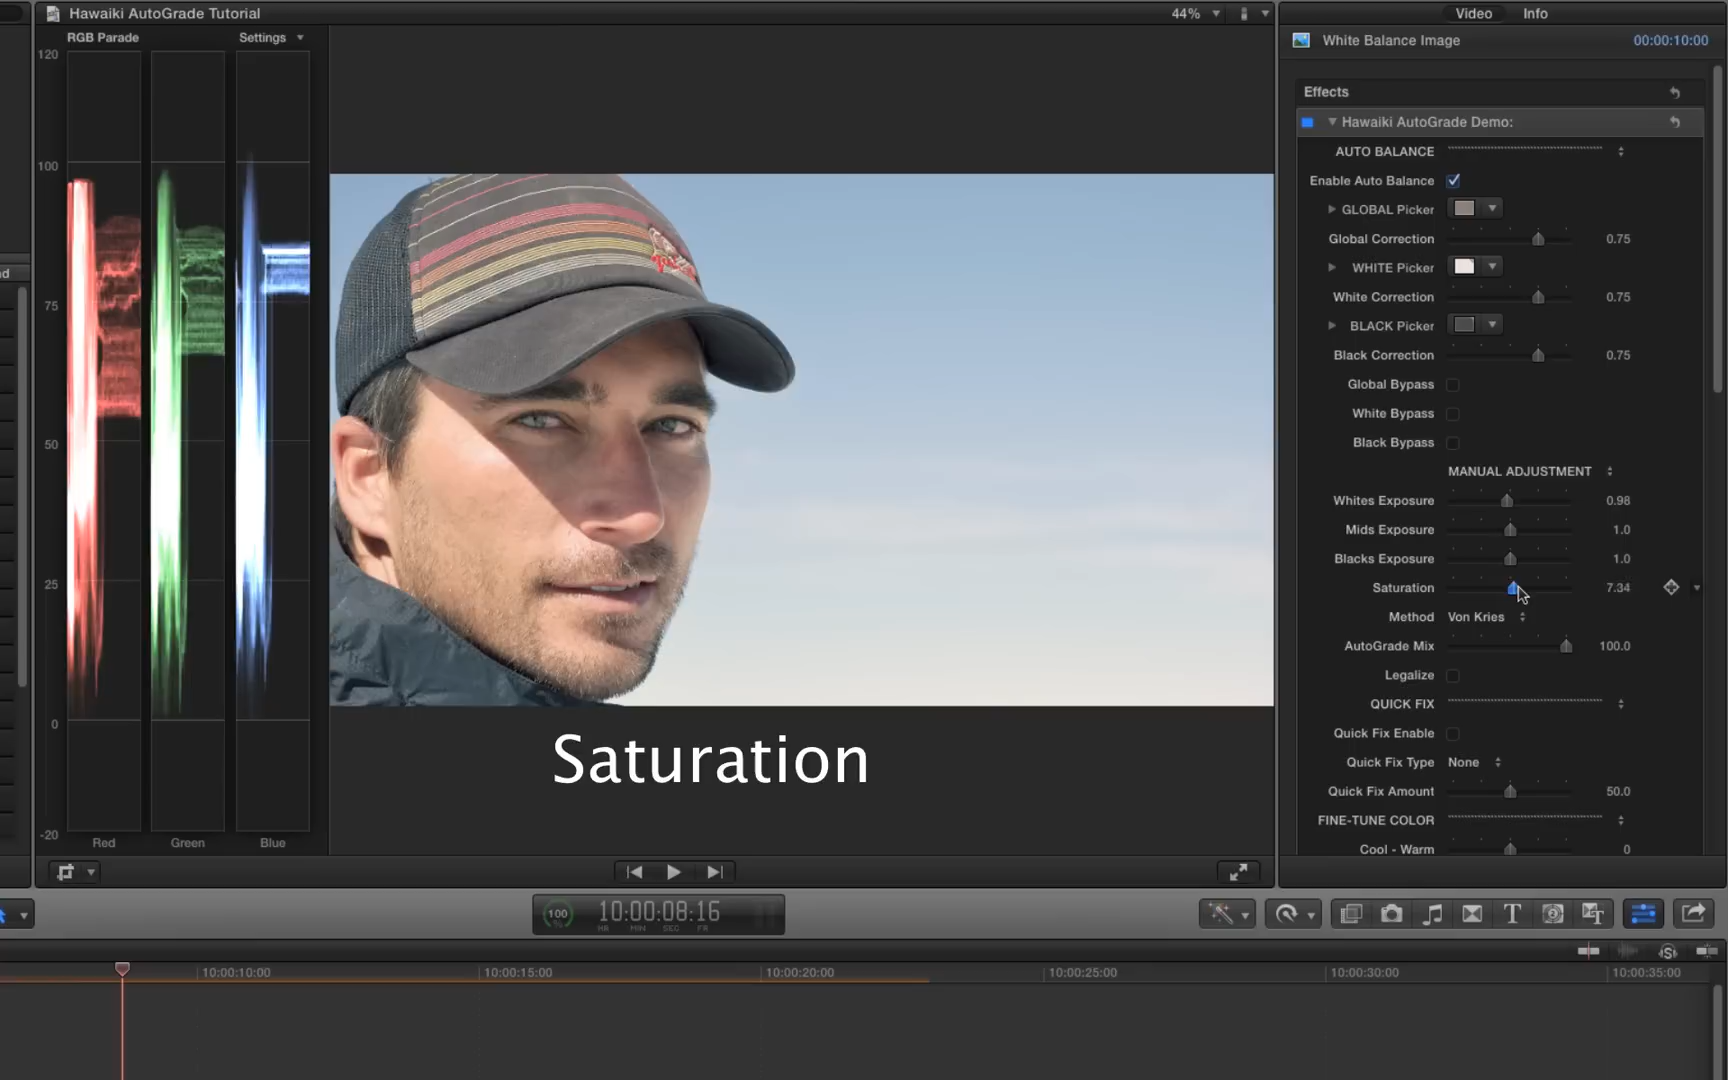 Hawaiki AutoGrade Tutorial
44%
Video
Info
RGB Parade
Settings
White Balance Image
00:00:10:00
120
100
75
50
25
0
-20
Red
Green
Blue
nd
Saturation
Effects
Hawaiki AutoGrade Demo:
AUTO BALANCE
Enable Auto Balance
GLOBAL Picker
Global Correction 0.75
WHITE Picker
White Correction 0.75
BLACK Picker
Black Correction 0.75
Global Bypass
White Bypass
Black Bypass
MANUAL ADJUSTMENT
Whites Exposure 0.98
Mids Exposure 1.0
Blacks Exposure 1.0
Saturation 7.34
Method Von Kries
AutoGrade Mix 100.0
Legalize
QUICK FIX
Quick Fix Enable
Quick Fix Type None
Quick Fix Amount 50.0
FINE-TUNE COLOR
Cool - Warm 0
100
%
10:00:08:16
HR MIN SEC FR
10:00:10:00
10:00:15:00
10:00:20:00
10:00:25:00
10:00:30:00
10:00:35:00